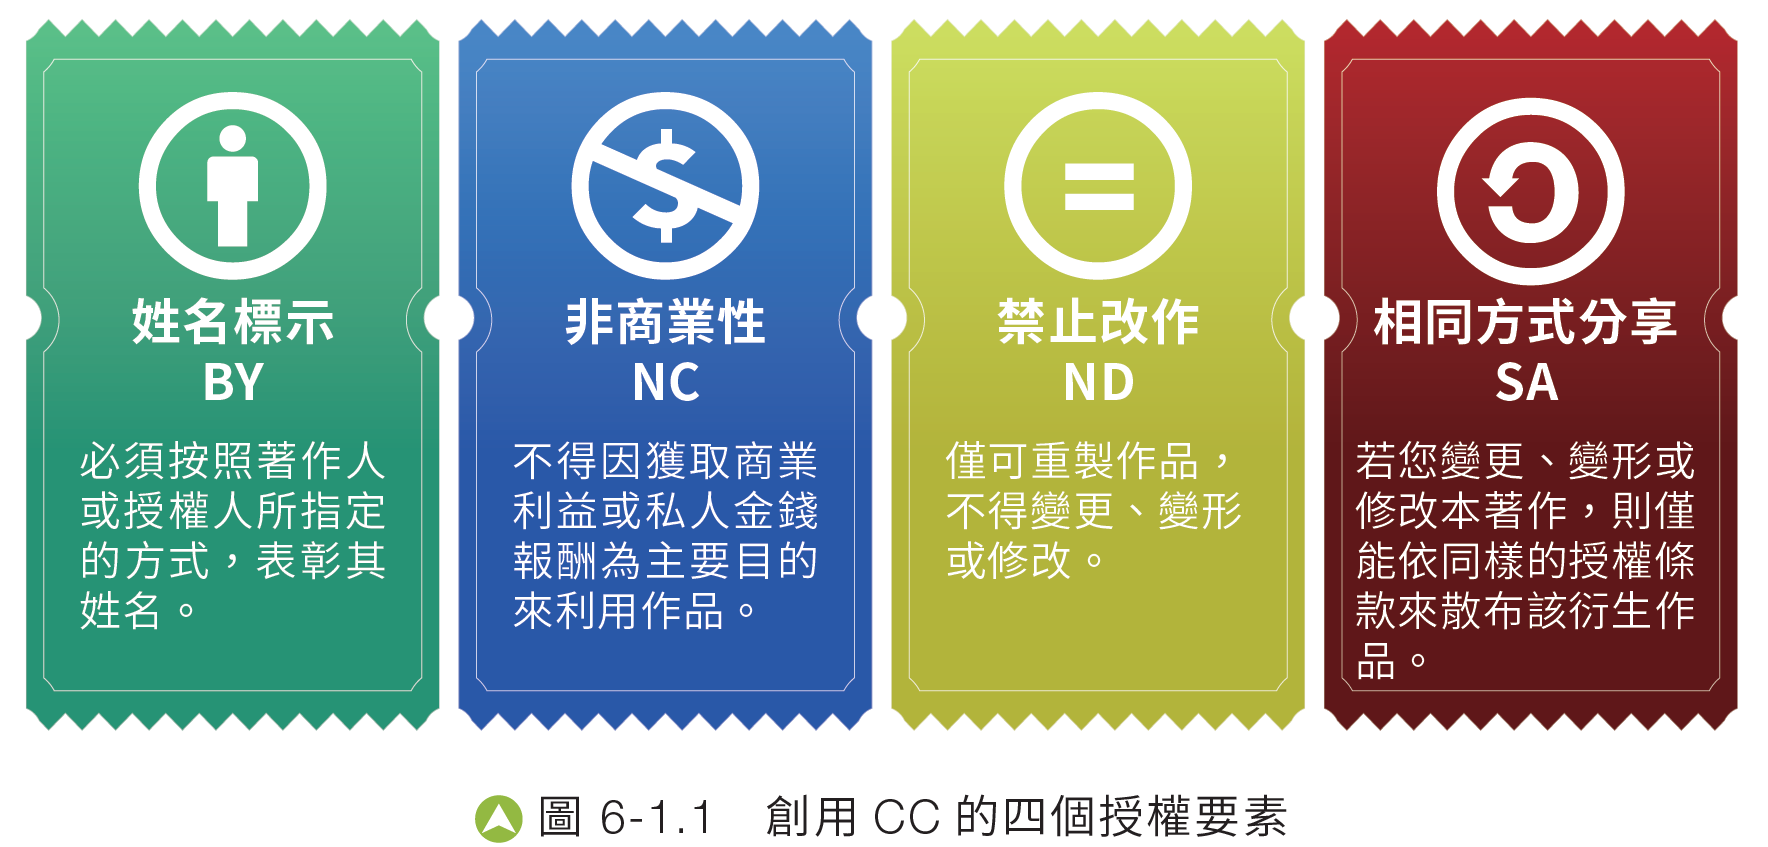 姓名標示
BY
必須按照著作人
或授權人所指定
的方式，表彰其
姓名。
非商業性
NC
不得因獲取商業
利益或私人金錢
報酬為主要目的
來利用作品。
禁止改作
ND
僅可重製作品，
不得變更、變形
或修改。
相同方式分享
SA
若您變更、變形或
修改本著作，則僅
能依同樣的授權條
款來散布該衍生作
品。
圖 6-1.1　創用 CC 的四個授權要素